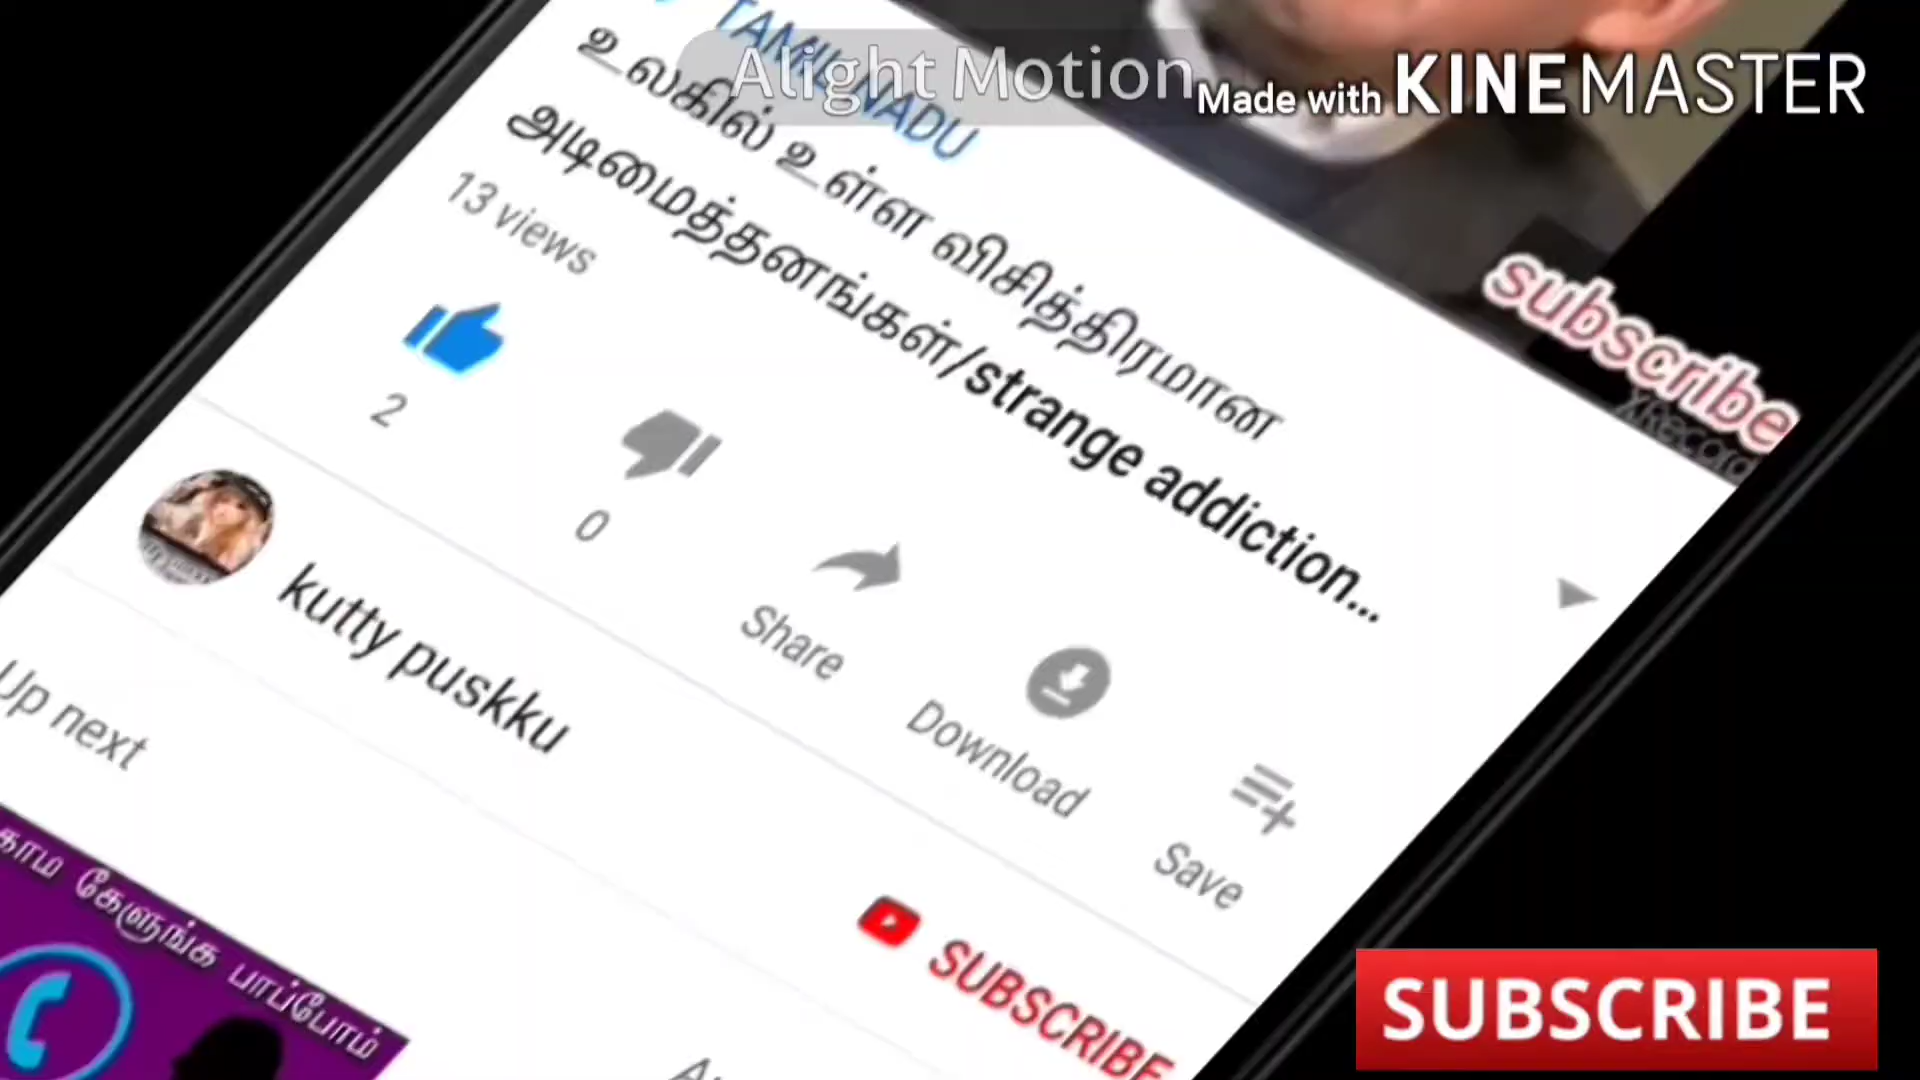 Alight Motion
Made with KINEMASTER
TAMIL NADU
உலகில் உள்ள விசித்திரமான
அடிமைத்தனங்கள்/strange addiction...
13 views
subscribe
XRecord
2
0
Share
Download
Save
kutty puskku
SUBSCRIBE
Up next
கேளுங்க பாப்போம்
SUBSCRIBE